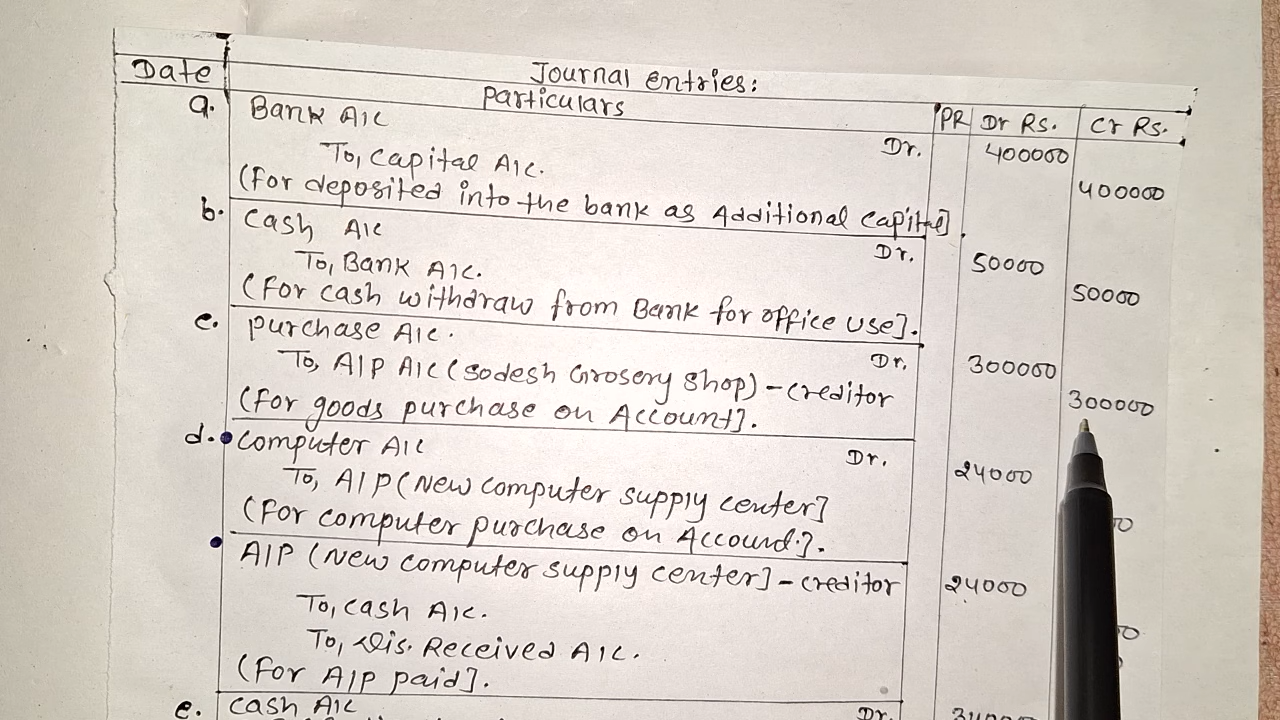 Journal entries:
Date Particulars PR Dr Rs. Cr Rs.
a. Bank A/C Dr. 400000
To, Capital A/C. 400000
(For deposited into the bank as Additional Capital].
b. Cash A/C Dr. 50000
To, Bank A/C. 50000
(For cash withdraw from Bank for office use].
c. purchase A/C. Dr. 300000
To, A/P A/C (Sodesh Grosery Shop) - creditor 300000
(For goods purchase on Account].
d. Computer A/C Dr. 24000
To, A/P (New computer supply center]
(For computer purchase on Account].
A/P (New computer supply center] - creditor 24000
To, Cash A/C.
To, Dis. Received A/C.
(For A/P paid].
e. Cash A/C Dr.